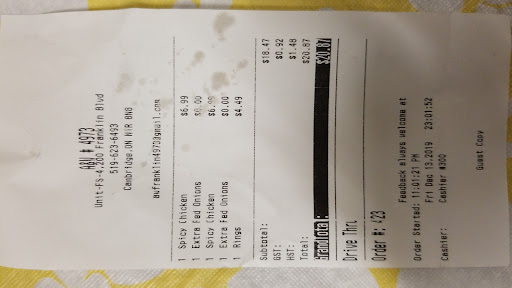 A&W # 4973
Unit-FS-4,200 Franklin Blvd
519-623-6493
Cambridge,ON N1R 8N8
awfranklin4973@gmail.com
1 Spicy Chicken $6.99
1 Extra Fed Onions $0.00
1 Spicy Chicken $6.99
1 Extra Fed Onions $0.00
1 Rings $4.49
Subtotal: $18.47
GST: $0.92
HST: $1.48
Total: $20.87
Grand Total: $20.87
Drive Thru
Order #: 423
Feedback always welcome at
Order Started: 11:01:21 PM
Fri Dec 13,2019 23:01:52
Cashier: Cashier #300
Guest Copy